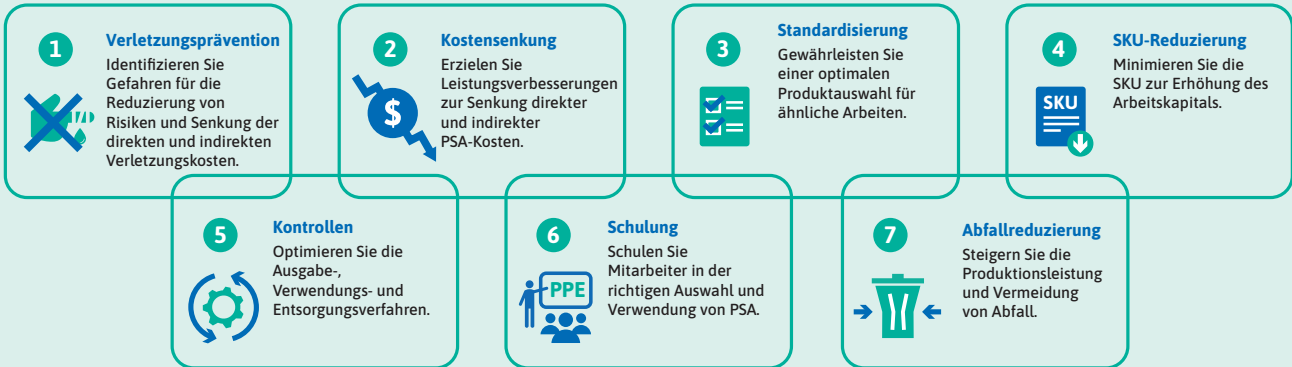 1
Verletzungsprävention
Identifizieren Sie
Gefahren für die
Reduzierung von
Risiken und Senkung der
direkten und indirekten
Verletzungskosten.
2
Kostensenkung
Erzielen Sie
Leistungsverbesserungen
zur Senkung direkter
und indirekter
PSA-Kosten.
$
3
Standardisierung
Gewährleisten Sie
einer optimalen
Produktauswahl für
ähnliche Arbeiten.
4
SKU-Reduzierung
Minimieren Sie die
SKU zur Erhöhung des
Arbeitskapitals.
SKU
5
Kontrollen
Optimieren Sie die
Ausgabe-,
Verwendungs- und
Entsorgungsverfahren.
6
Schulung
Schulen Sie
Mitarbeiter in der
richtigen Auswahl und
Verwendung von PSA.
PPE
7
Abfallreduzierung
Steigern Sie die
Produktionsleistung
und Vermeidung
von Abfall.